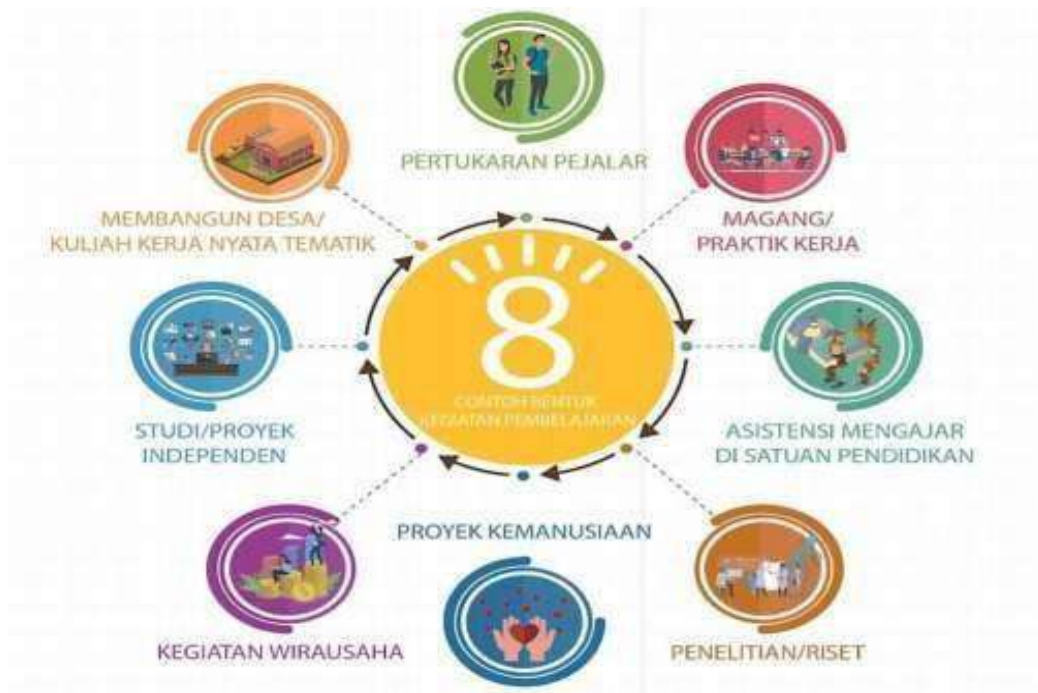 PERTUKARAN PEJALAR
MAGANG/
PRAKTIK KERJA
ASISTENSI MENGAJAR
DI SATUAN PENDIDIKAN
PENELITIAN/RISET
PROYEK KEMANUSIAAN
KEGIATAN WIRAUSAHA
STUDI/PROYEK
INDEPENDEN
MEMBANGUN DESA/
KULIAH KERJA NYATA TEMATIK
8
CONTOH BENTUK
KEGIATAN PEMBELAJARAN